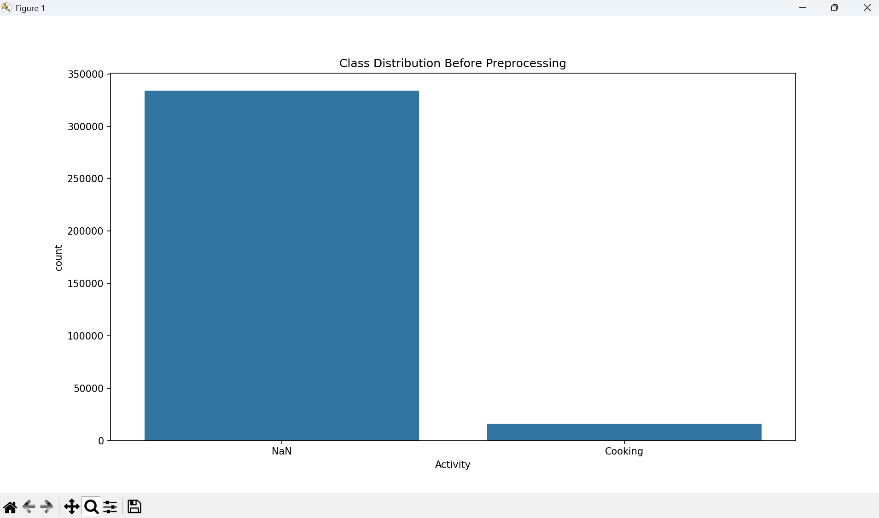 Figure 1
Class Distribution Before Preprocessing
350000
300000
250000
200000
150000
100000
50000
0
count
NaN Cooking
Activity